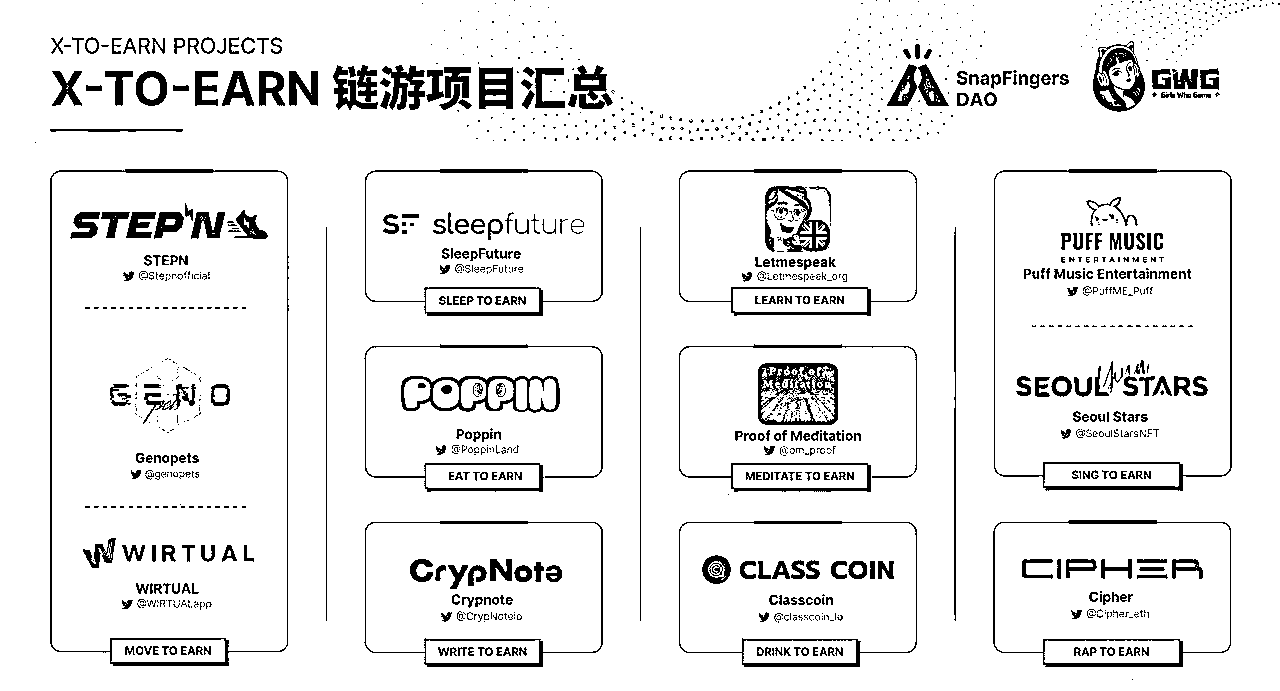 X-TO-EARN PROJECTS
X-TO-EARN 链游项目汇总
SnapFingers
DAO
GWG
Girls Who Game
STEP'N
STEPN
@Stepnofficial
GENO
pets
Genopets
@genopets
WIRTUAL
WIRTUAL
@WIRTUALapp
MOVE TO EARN
SF sleepfuture
SleepFuture
@SleepFuture
SLEEP TO EARN
POPPIN
Poppin
@PoppinLand
EAT TO EARN
CrypNote
Crypnote
@CrypNoteio
WRITE TO EARN
Letmespeak
@Letmespeak_org
LEARN TO EARN
Proof of
Meditation
Proof of Meditation
@om_proof
MEDITATE TO EARN
CLASS COIN
Classcoin
@classcoin_io
DRINK TO EARN
PUFF MUSIC
ENTERTAINMENT
Puff Music Entertainment
@PuffME_Puff
SEOUL STARS
Seoul Stars
@SeoulStarsNFT
SING TO EARN
CIPHER
Cipher
@Cipher_eth
RAP TO EARN